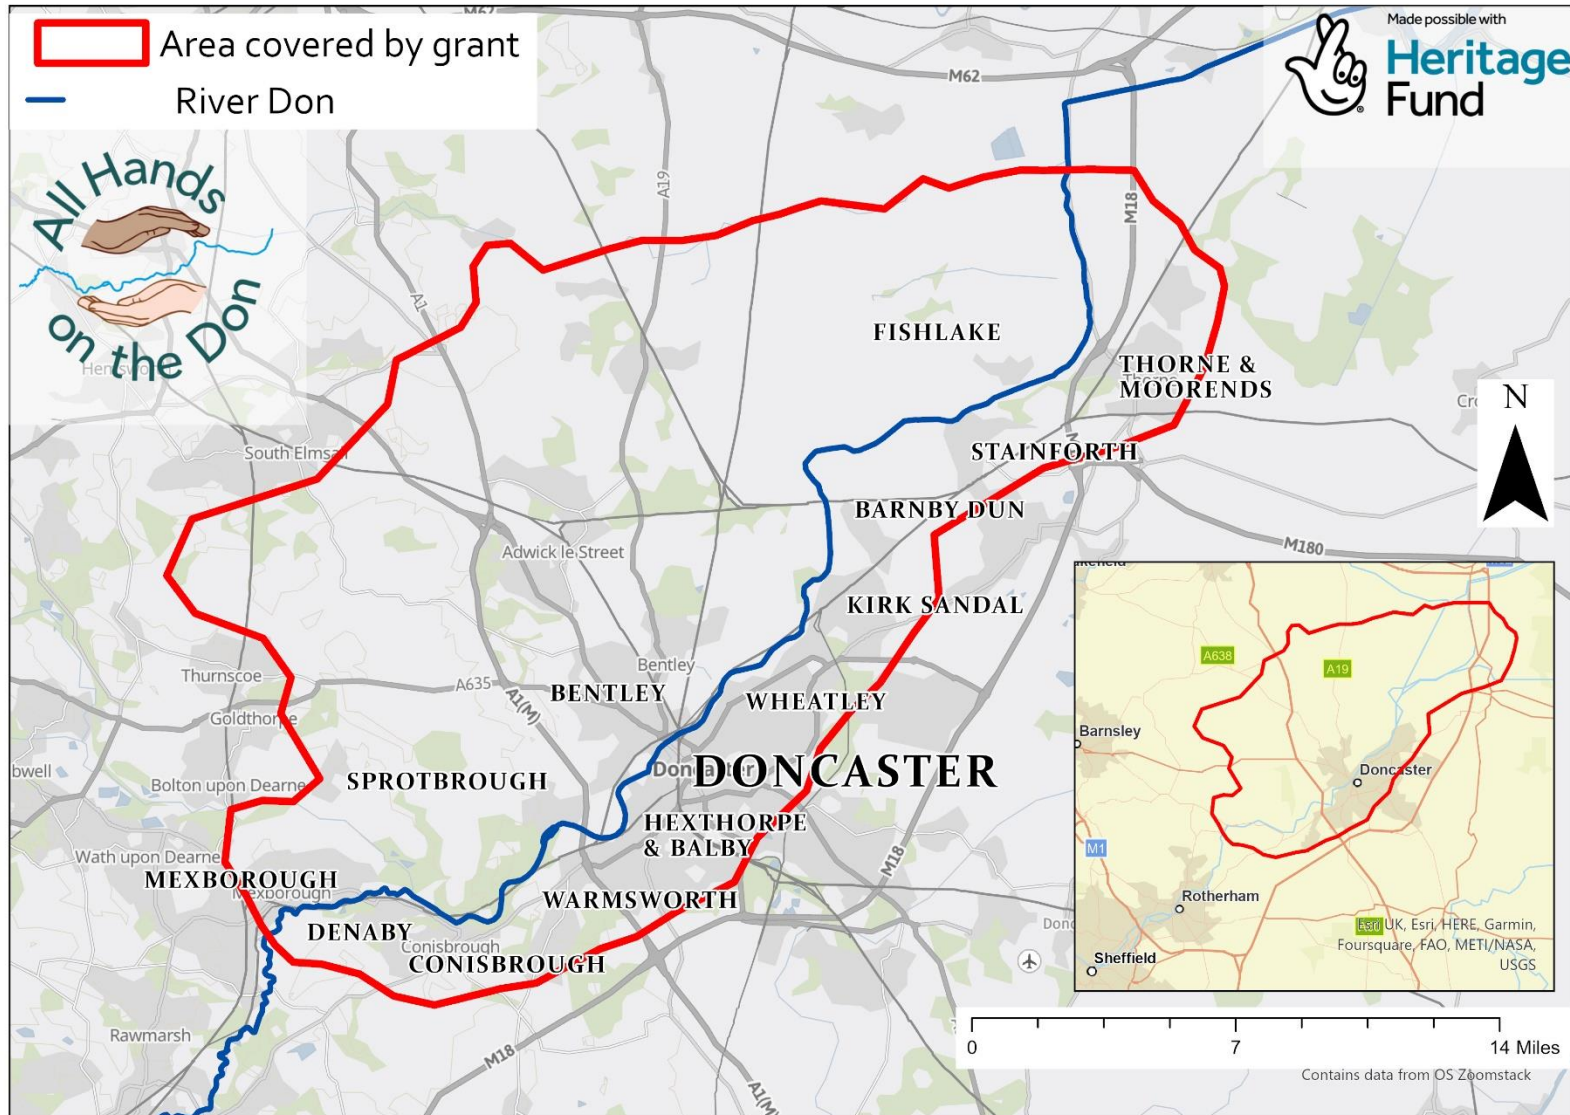 Area covered by grant
River Don
All Hands
on the Don
Made possible with
Heritage
Fund
M62
M62
A19
M18
A1
FISHLAKE
THORNE &
MOORENDS
Thorne
N
South Elmsall
STAINFORTH
BARNBY DUN
Adwick le Street
M180
KIRK SANDAL
Thurnscoe
Bentley
A635
BENTLEY
A1(M)
WHEATLEY
Goldthorpe
Doncaster
DONCASTER
SPROTBROUGH
Bolton upon Dearne
HEXTHORPE
& BALBY
Wath upon Dearne
M18
MEXBOROUGH
Mexborough
WARMSWORTH
DENABY
Conisbrough
CONISBROUGH
Rawmarsh
M18
A1(M)
A638
A19
Barnsley
Doncaster
M1
Rotherham
Sheffield
Esri UK, Esri, HERE, Garmin,
Foursquare, FAO, METI/NASA,
USGS
0 7 14 Miles
Contains data from OS Zoomstack